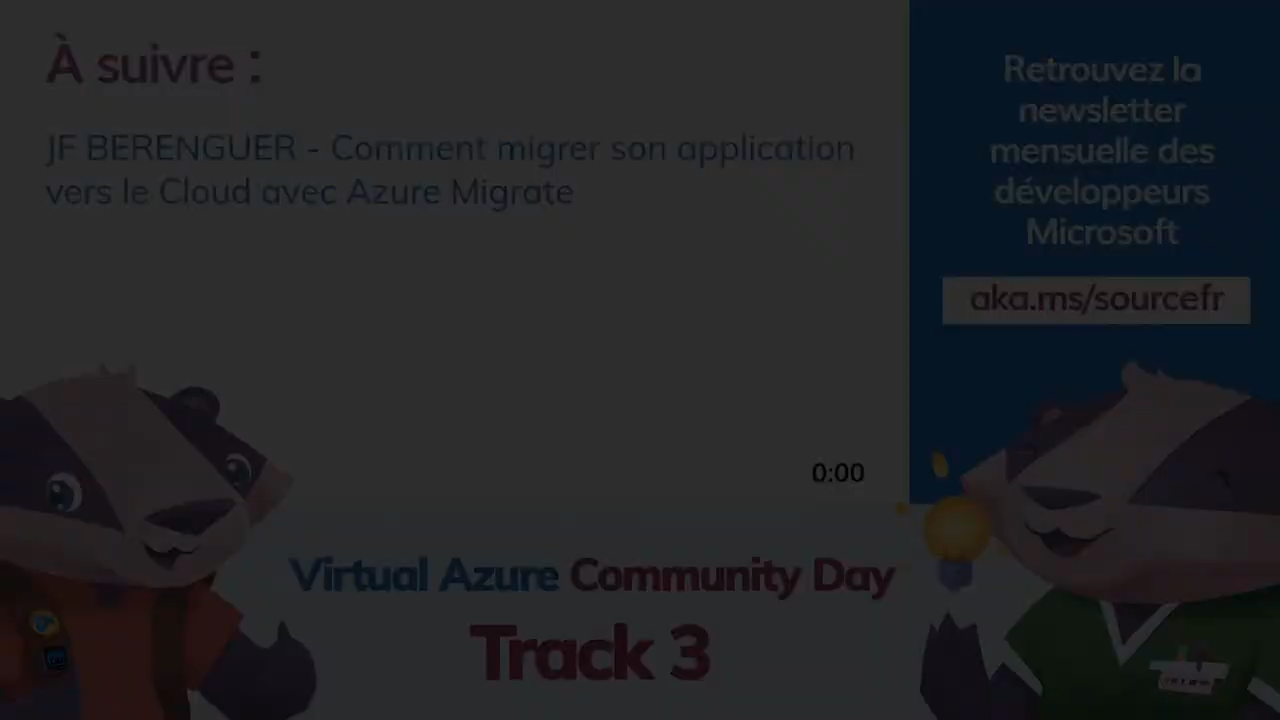 À suivre :
JF BERENGUER - Comment migrer son application
vers le Cloud avec Azure Migrate
0:00
Retrouvez la
newsletter
mensuelle des
développeurs
Microsoft
aka.ms/sourcefr
Virtual Azure Community Day
Track 3